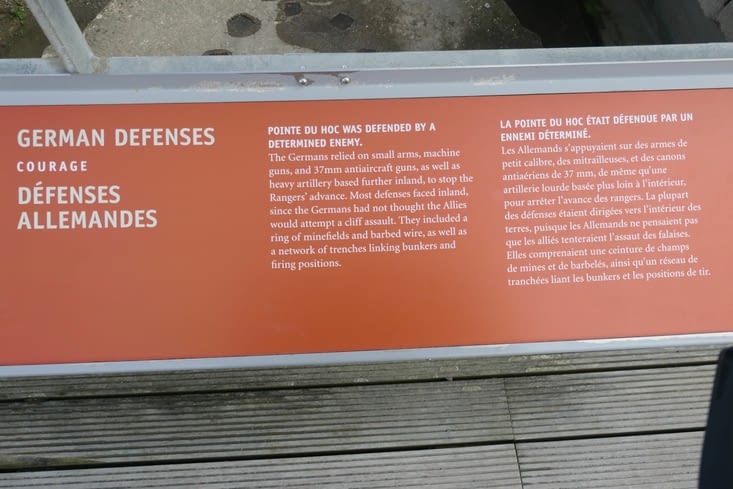 GERMAN DEFENSES
COURAGE
DÉFENSES
ALLEMANDES
POINTE DU HOC WAS DEFENDED BY A
DETERMINED ENEMY.
The Germans relied on small arms, machine
guns, and 37mm antiaircraft guns, as well as
heavy artillery based further inland, to stop the
Rangers' advance. Most defenses faced inland,
since the Germans had not thought the Allies
would attempt a cliff assault. They included a
ring of minefields and barbed wire, as well as
a network of trenches linking bunkers and
firing positions.
LA POINTE DU HOC ÉTAIT DÉFENDUE PAR UN
ENNEMI DÉTERMINÉ.
Les Allemands s'appuyaient sur des armes de
petit calibre, des mitrailleuses, et des canons
antiaériens de 37 mm, de même qu'une
artillerie lourde basée plus loin à l'intérieur,
pour arrêter l'avance des rangers. La plupart
des défenses étaient dirigées vers l'intérieur des
terres, puisque les Allemands ne pensaient pas
que les alliés tenteraient l'assaut des falaises.
Elles comprenaient une ceinture de champs
de mines et de barbelés, ainsi qu'un réseau de
tranchées liant les bunkers et les positions de tir.